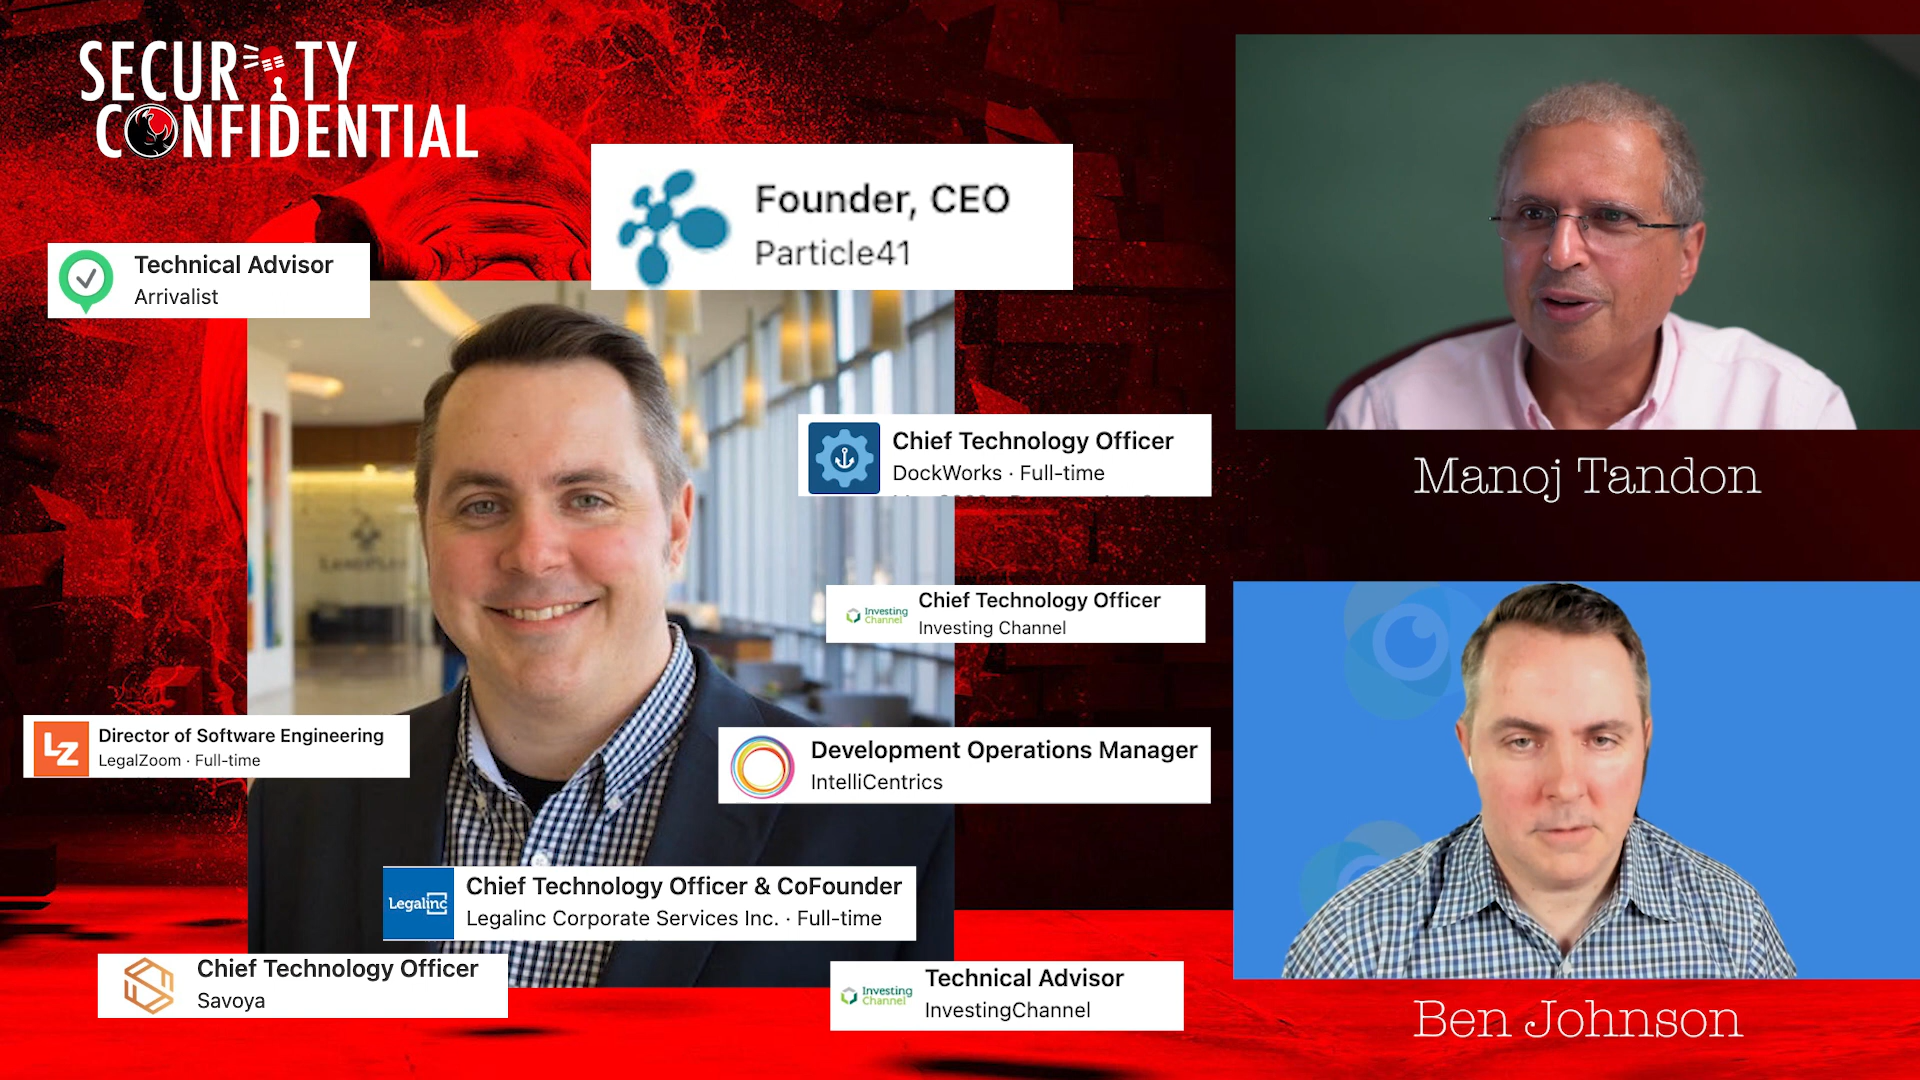 SECURITY
CONFIDENTIAL
Founder, CEO
Particle41
Technical Advisor
Arrivalist
Chief Technology Officer
DockWorks · Full-time
Investing
Channel
Chief Technology Officer
Investing Channel
LZ
Director of Software Engineering
LegalZoom · Full-time
Development Operations Manager
IntelliCentrics
Legalinc
Chief Technology Officer & CoFounder
Legalinc Corporate Services Inc. · Full-time
Chief Technology Officer
Savoya
Investing
Channel
Technical Advisor
InvestingChannel
Manoj Tandon
Ben Johnson